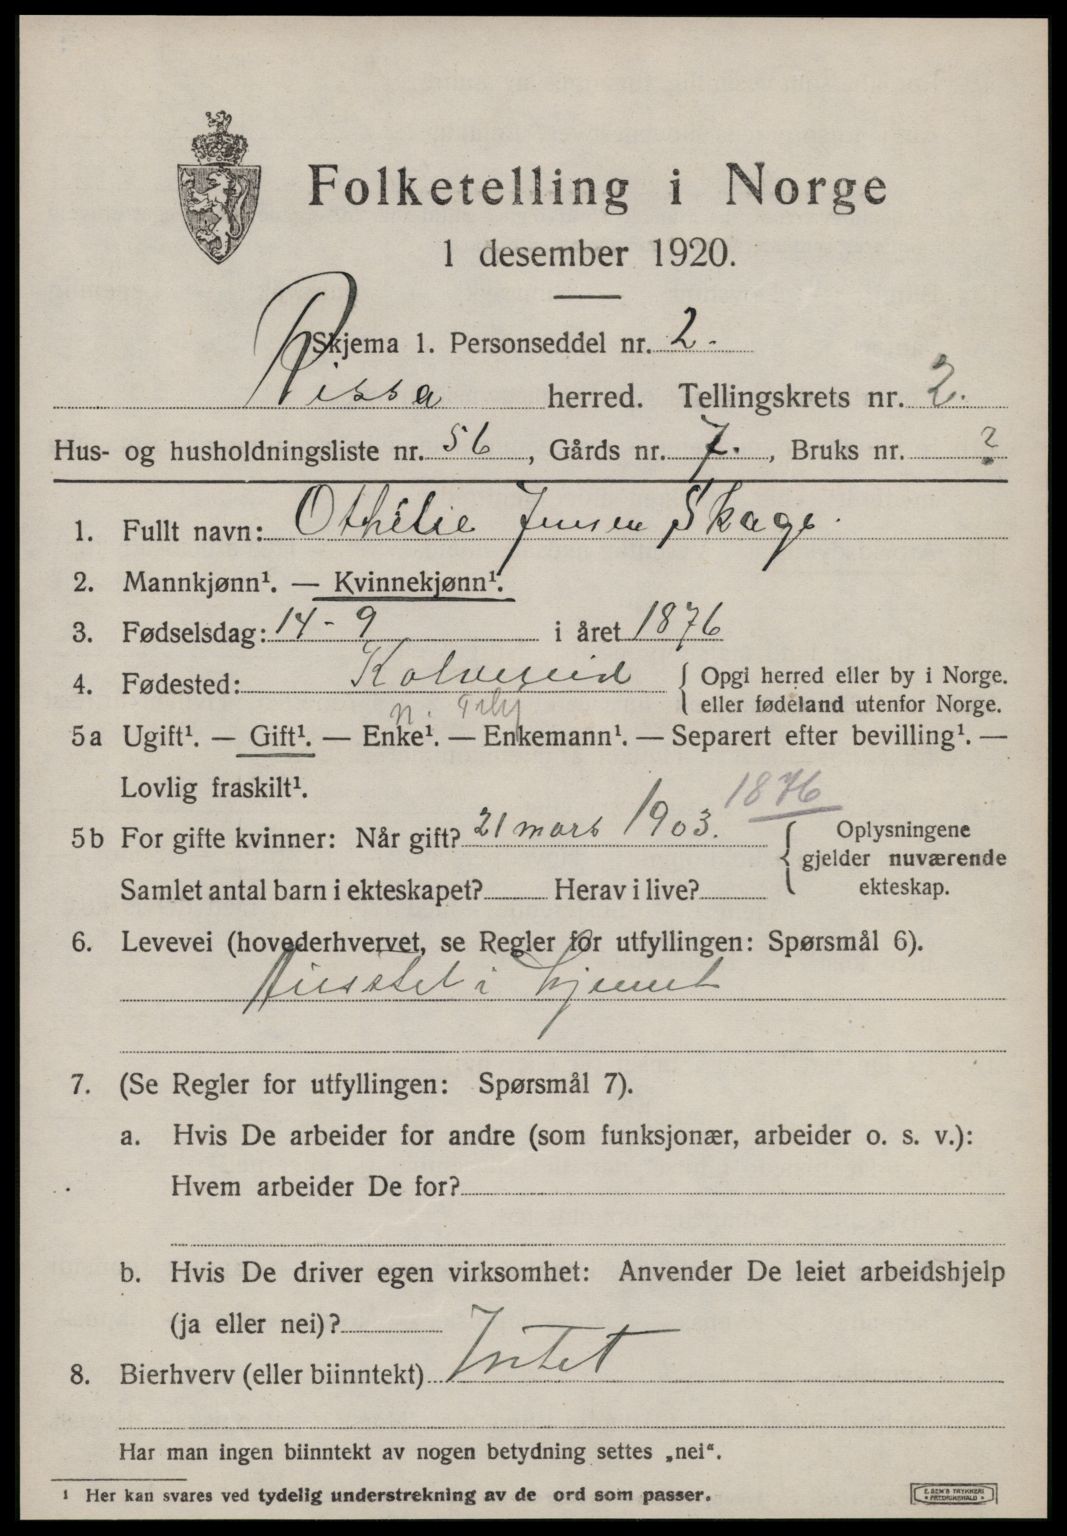 Folketelling i Norge
1 desember 1920.
Skjema 1. Personseddel nr. 2.
Rissa herred. Tellingskrets nr. 2.
Hus- og husholdningsliste nr. 56, Gårds nr. 7., Bruks nr. ?
1. Fullt navn: Othilie Jensen Skage.
2. Mannkjønn¹. — Kvinnekjønn¹.
3. Fødselsdag: 14-9 i året 1876
4. Fødested: Kolvereid { Opgi herred eller by i Norge.
eller fødeland utenfor Norge.
N.
5a Ugift¹. — Gift¹. — Enke¹. — Enkemann¹. — Separert efter bevilling¹. —
Lovlig fraskilt¹.
1876
5b For gifte kvinner: Når gift? 21 mars 1903. { Oplysningene
gjelder nuværende
ekteskap.
Samlet antal barn i ekteskapet? Herav i live?
6. Levevei (hovederhvervet, se Regler for utfyllingen: Spørsmål 6).
Husstel i hjemmet
7. (Se Regler for utfyllingen: Spørsmål 7).
a. Hvis De arbeider for andre (som funksjonær, arbeider o. s. v.):
Hvem arbeider De for?
b. Hvis De driver egen virksomhet: Anvender De leiet arbeidshjelp
(ja eller nei)?
8. Bierhverv (eller biinntekt) Intet
Har man ingen biinntekt av nogen betydning settes „nei“.
¹ Her kan svares ved tydelig understrekning av de ord som passer.
E. SEM'S TRYKKERI
FREDRIKSHALD